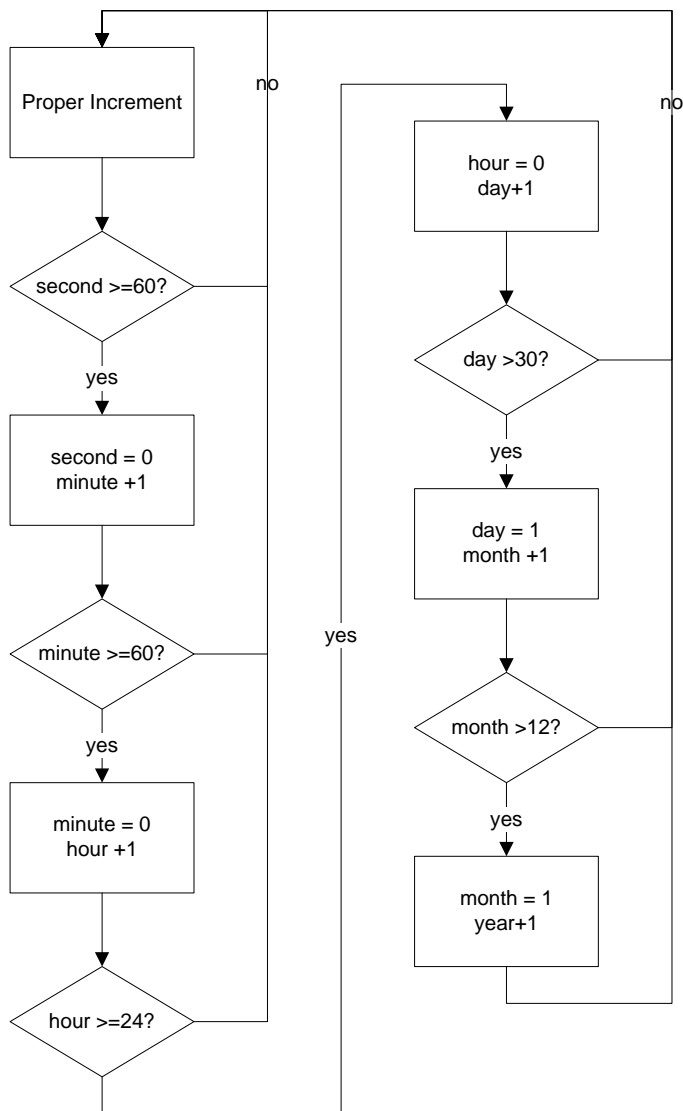 Proper Increment
no
second >=60?
yes
second = 0
minute +1
minute >=60?
yes
minute = 0
hour +1
hour >=24?
yes
no
hour = 0
day+1
day >30?
yes
day = 1
month +1
month >12?
yes
month = 1
year+1